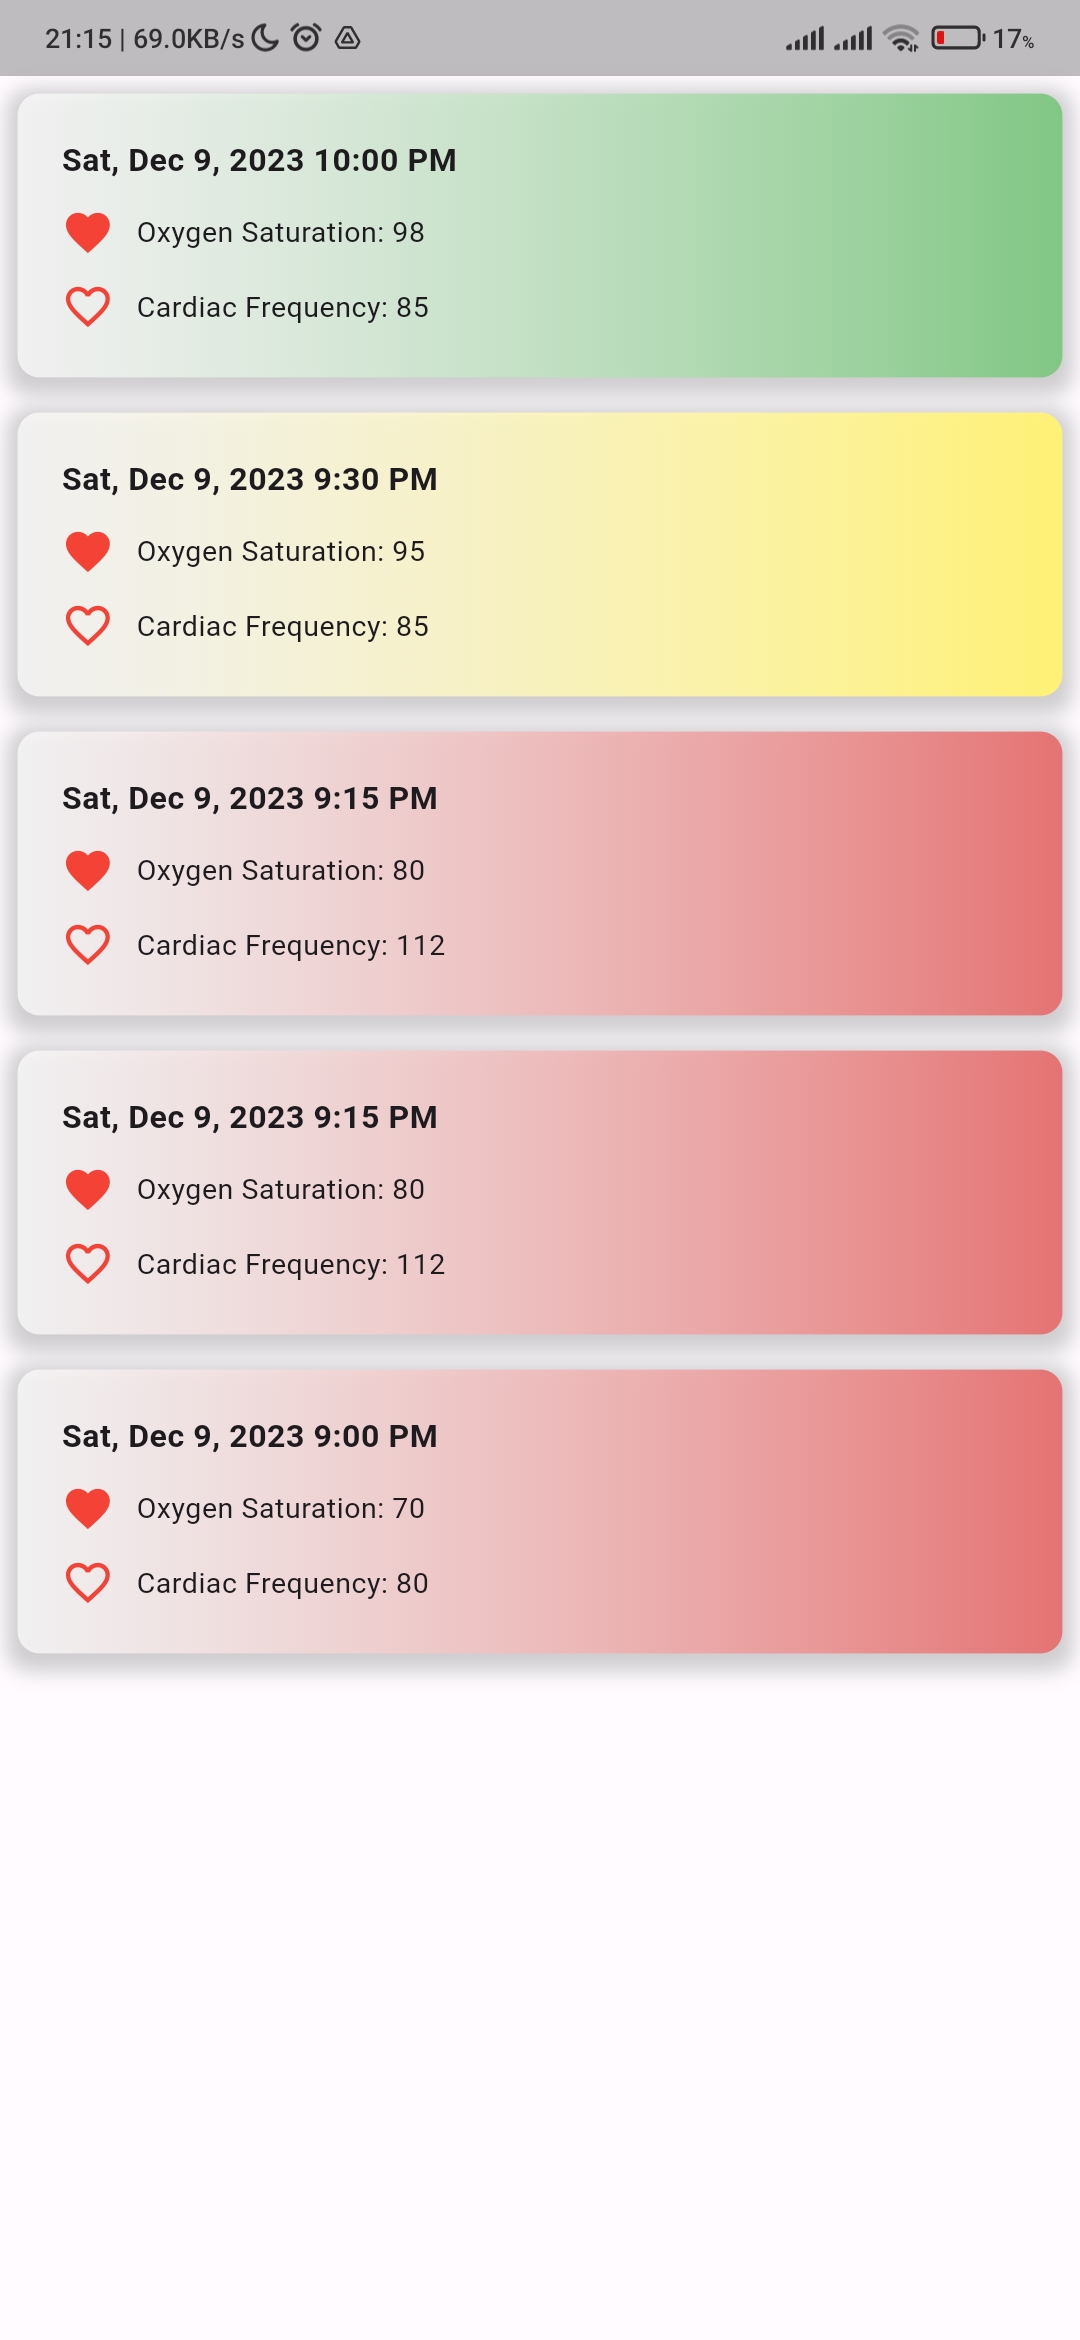 21:15 | 69.0KB/s 17%
Sat, Dec 9, 2023 10:00 PM
Oxygen Saturation: 98
Cardiac Frequency: 85
Sat, Dec 9, 2023 9:30 PM
Oxygen Saturation: 95
Cardiac Frequency: 85
Sat, Dec 9, 2023 9:15 PM
Oxygen Saturation: 80
Cardiac Frequency: 112
Sat, Dec 9, 2023 9:15 PM
Oxygen Saturation: 80
Cardiac Frequency: 112
Sat, Dec 9, 2023 9:00 PM
Oxygen Saturation: 70
Cardiac Frequency: 80